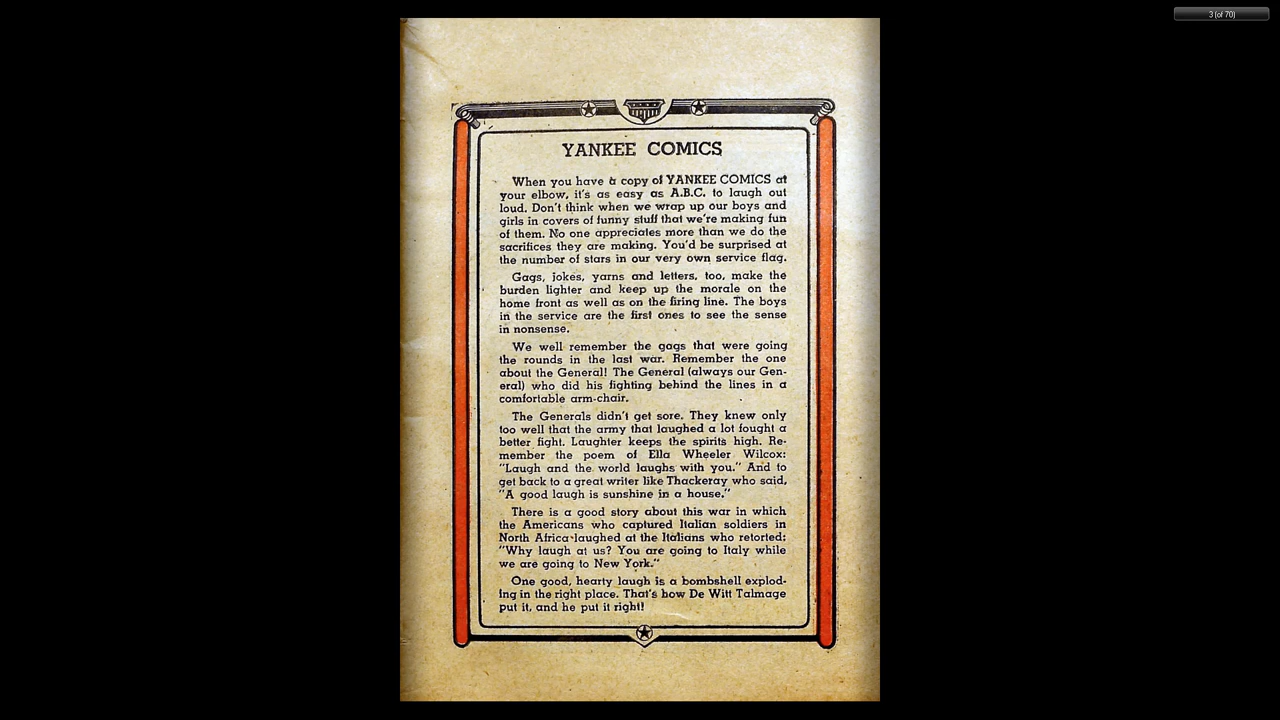 3 (of 70)
YANKEE COMICS
When you have a copy of YANKEE COMICS at
your elbow, it's as easy as A.B.C. to laugh out
loud. Don't think when we wrap up our boys and
girls in covers of funny stuff that we're making fun
of them. No one appreciates more than we do the
sacrifices they are making. You'd be surprised at
the number of stars in our very own service flag.
Gags, jokes, yarns and letters, too, make the
burden lighter and keep up the morale on the
home front as well as on the firing line. The boys
in the service are the first ones to see the sense
in nonsense.
We well remember the gags that were going
the rounds in the last war. Remember the one
about the General! The General (always our Gen-
eral) who did his fighting behind the lines in a
comfortable arm-chair.
The Generals didn't get sore. They knew only
too well that the army that laughed a lot fought a
better fight. Laughter keeps the spirits high. Re-
member the poem of Ella Wheeler Wilcox:
"Laugh and the world laughs with you." And to
get back to a great writer like Thackeray who said,
"A good laugh is sunshine in a house."
There is a good story about this war in which
the Americans who captured Italian soldiers in
North Africa laughed at the Italians who retorted:
"Why laugh at us? You are going to Italy while
we are going to New York."
One good, hearty laugh is a bombshell explod-
ing in the right place. That's how De Witt Talmage
put it, and he put it right!